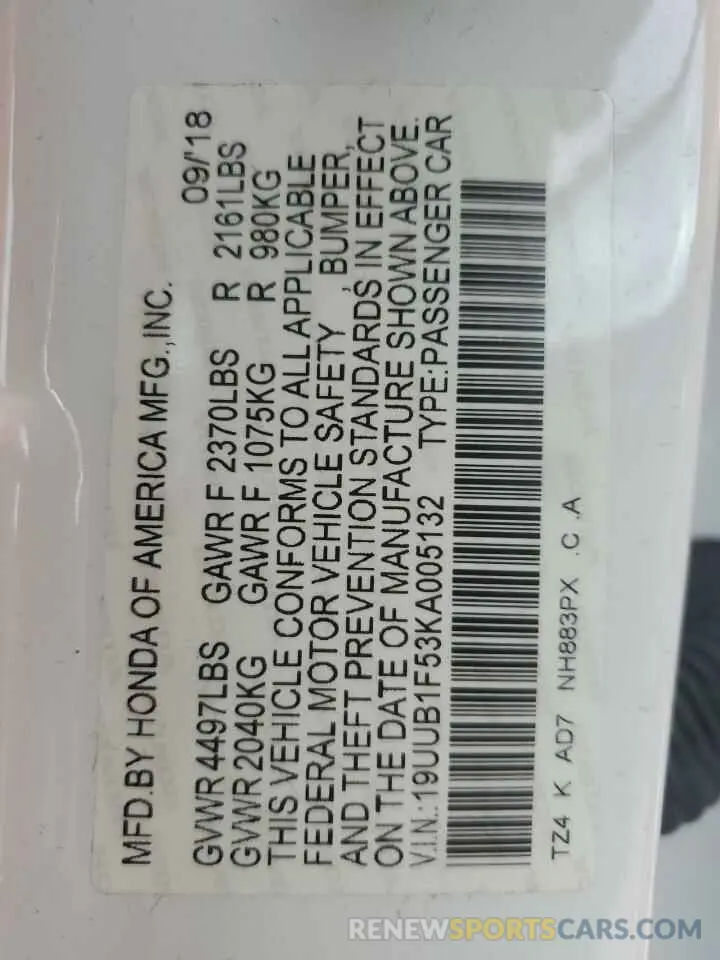 MFD.BY HONDA OF AMERICA MFG.,INC. 09/'18
GVWR 4497LBS GAWR F 2370LBS R 2161LBS
GVWR 2040KG GAWR F 1075KG R 980KG
THIS VEHICLE CONFORMS TO ALL APPLICABLE
FEDERAL MOTOR VEHICLE SAFETY , BUMPER,
AND THEFT PREVENTION STANDARDS IN EFFECT
ON THE DATE OF MANUFACTURE SHOWN ABOVE.
V.I.N.:19UUB1F53KA005132 TYPE:PASSENGER CAR
TZ4 K AD7 NH883PX .C .A
RENEWSPORTSCARS.COM